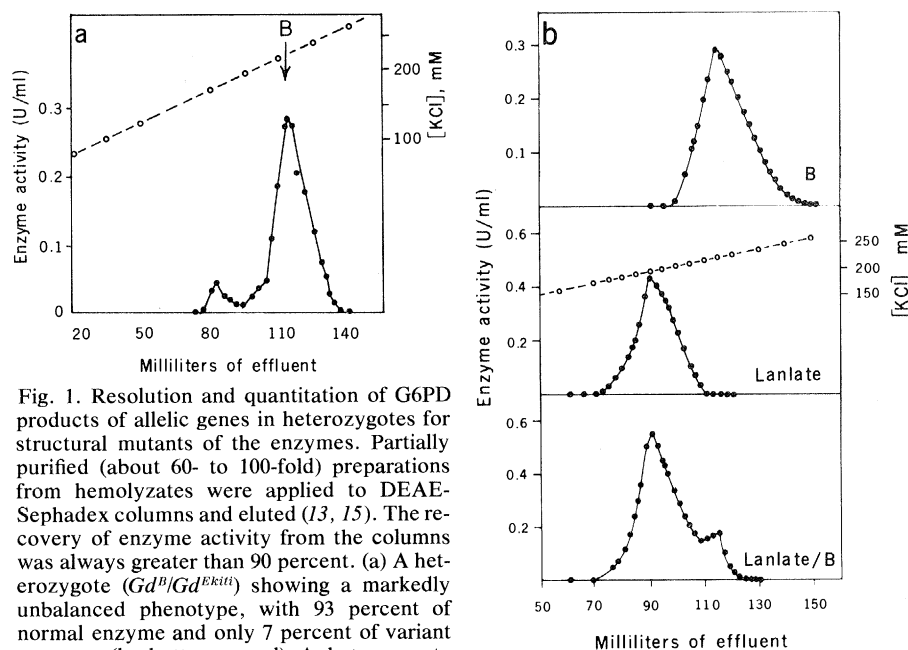 a
B
Enzyme activity (U/ml)
0.3
0.2
0.1
0
200
100
[KCl], mM
20 50 80 110 140
Milliliters of effluent
Fig. 1. Resolution and quantitation of G6PD
products of allelic genes in heterozygotes for
structural mutants of the enzymes. Partially
purified (about 60- to 100-fold) preparations
from hemolyzates were applied to DEAE-
Sephadex columns and eluted (13, 15). The re-
covery of enzyme activity from the columns
was always greater than 90 percent. (a) A het-
erozygote (Gd^B/Gd^Ekiti) showing a markedly
unbalanced phenotype, with 93 percent of
normal enzyme and only 7 percent of variant
b
0.3
0.2
0.1
B
Enzyme activity (U/ml)
0.6
0.4
0.2
250
200
150
[KCl] mM
Lanlate
0.6
0.4
0.2
Lanlate/B
50 70 90 110 130 150
Milliliters of effluent